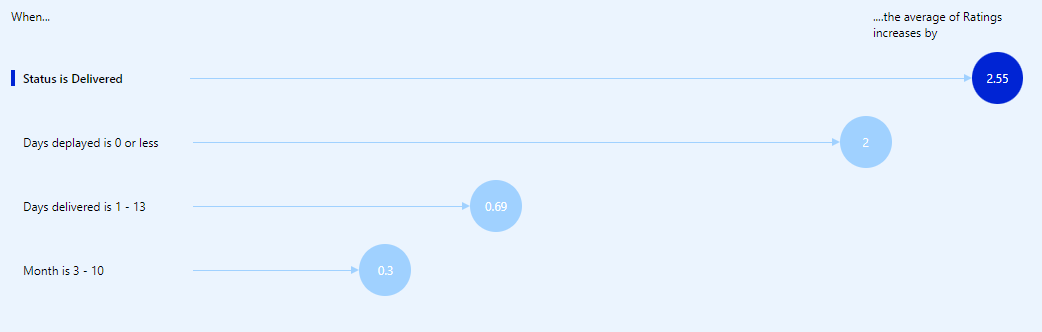 When...
....the average of Ratings
increases by
Status is Delivered
2.55
Days deplayed is 0 or less
2
Days delivered is 1 - 13
0.69
Month is 3 - 10
0.3